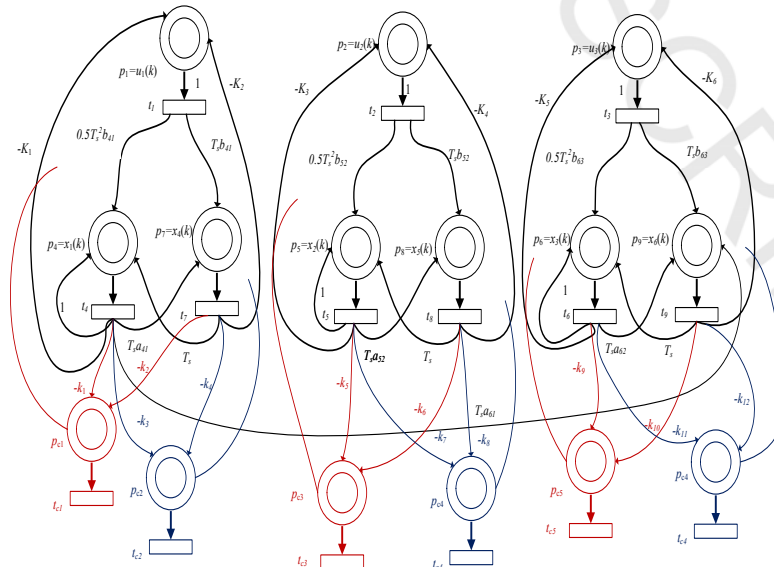 p1=u1(k)
1
-K2
t1
-K1
0.5Ts²b41
Tsb41
p4=x1(k)
p7=x4(k)
1
t4
t7
Tsa41
Ts
-k1
-k2
-k3
-k4
pc1
pc2
tc1
tc2
p2=u2(k)
1
-K3
-K4
t2
0.5Ts²b52
Tsb52
p5=x2(k)
p8=x5(k)
1
t5
t8
Tsa52
Ts
-k5
-k6
Tsa61
-k7
-k8
pc3
pc4
tc3
p3=u3(k)
1
-K5
-K6
t3
0.5Ts²b63
Tsb63
p6=x3(k)
p9=x6(k)
1
t6
t9
Tsa62
Ts
-k9
-k10
-k11
-k12
pc5
pc4
tc5
tc4